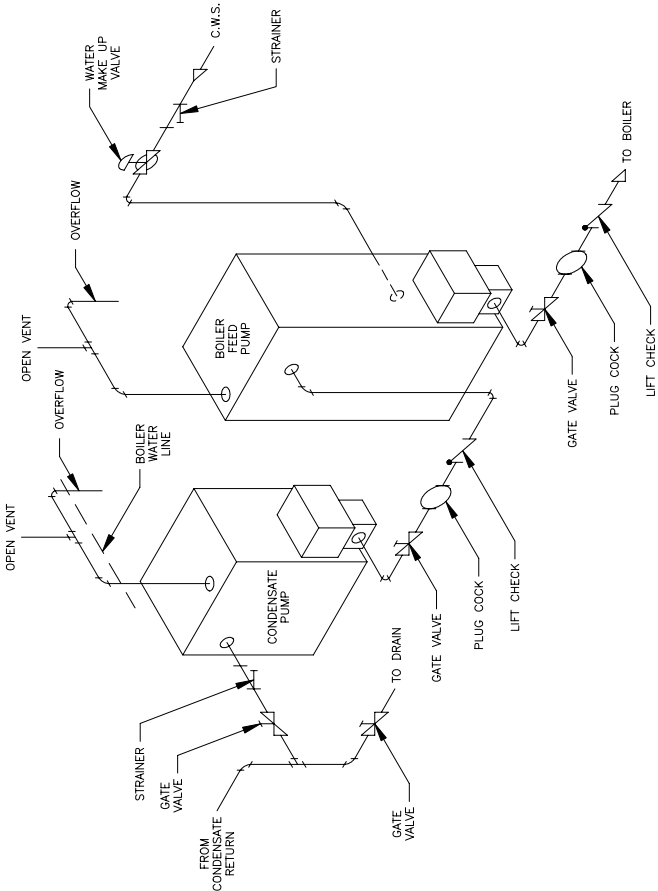 OPEN VENT
OVERFLOW
BOILER
WATER
LINE
OPEN VENT
OVERFLOW
WATER
MAKE UP
VALVE
C.W.S.
STRAINER
STRAINER
GATE
VALVE
FROM
CONDENSATE
RETURN
CONDENSATE
PUMP
BOILER
FEED
PUMP
TO DRAIN
GATE
VALVE
GATE VALVE
PLUG COCK
LIFT CHECK
GATE VALVE
PLUG COCK
LIFT CHECK
TO BOILER